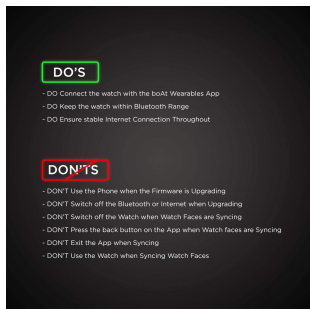 DO'S
- DO Connect the watch with the boAt Wearables App
- DO Keep the watch within Bluetooth Range
- DO Ensure stable Internet Connection Throughout
DON'TS
- DON'T Use the Phone when the Firmware is Upgrading
- DON'T Switch off the Bluetooth or Internet when Upgrading
- DON'T Switch off the Watch when Watch Faces are Syncing
- DON'T Press the back button on the App when Watch faces are Syncing
- DON'T Exit the App when Syncing
- DON'T Use the Watch when Syncing Watch Faces